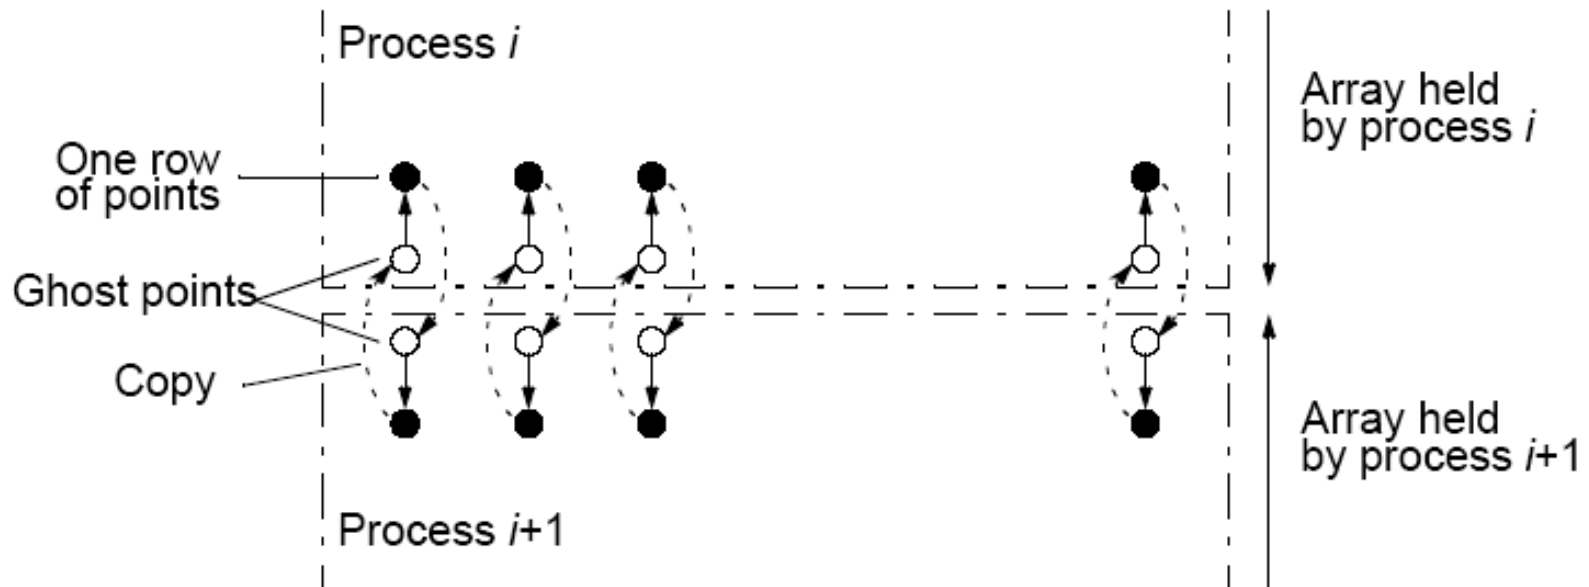 Process i
Array held
by process i
One row
of points
Ghost points
Copy
Array held
by process i+1
Process i+1